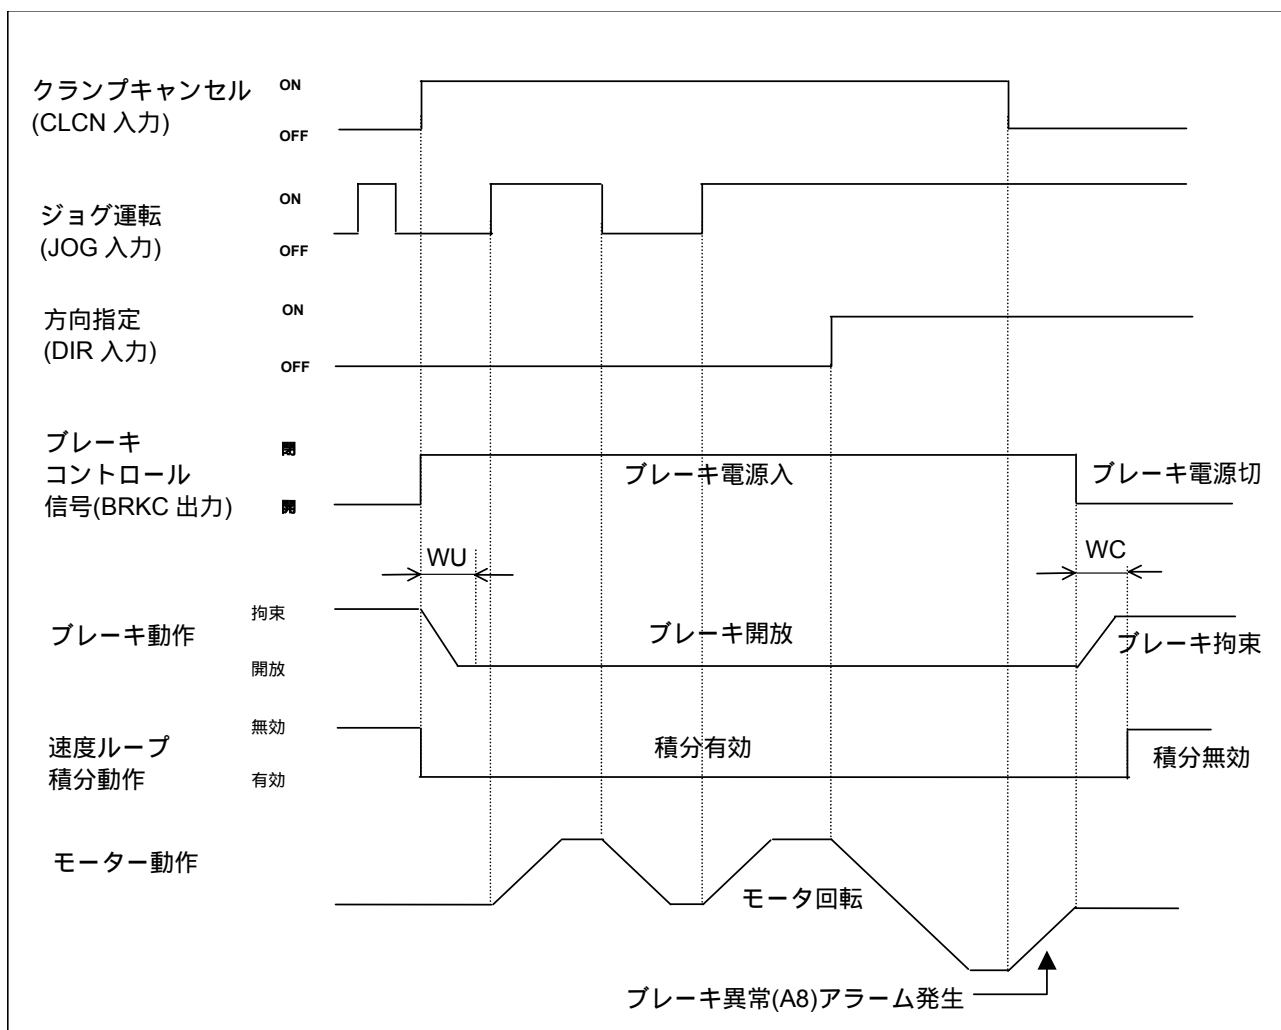 クランプキャンセル
(CLCN 入力)
ON
OFF
ジョグ運転
(JOG 入力)
ON
OFF
方向指定
(DIR 入力)
ON
OFF
ブレーキ
コントロール
信号(BRKC 出力)
閉
開
ブレーキ電源入
ブレーキ電源切
WU
WC
ブレーキ動作
拘束
開放
ブレーキ開放
ブレーキ拘束
速度ループ
積分動作
無効
有効
積分有効
積分無効
モーター動作
モータ回転
ブレーキ異常(A8)アラーム発生